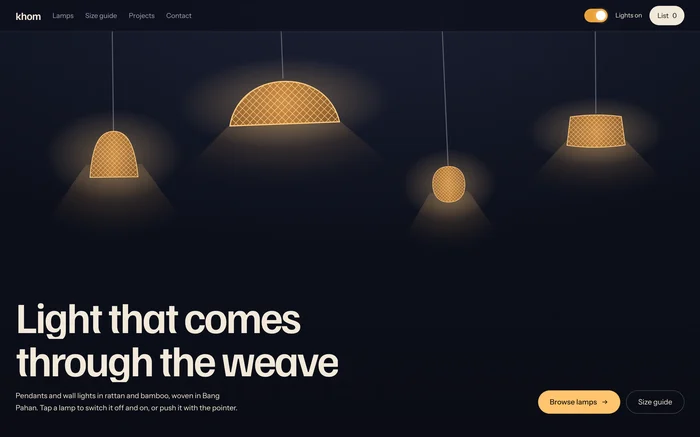 khom
Lamps
Size guide
Projects
Contact
Lights on
List 0
Light that comes
through the weave
Pendants and wall lights in rattan and bamboo, woven in Bang
Pahan. Tap a lamp to switch it off and on, or push it with the pointer.
Browse lamps →
Size guide